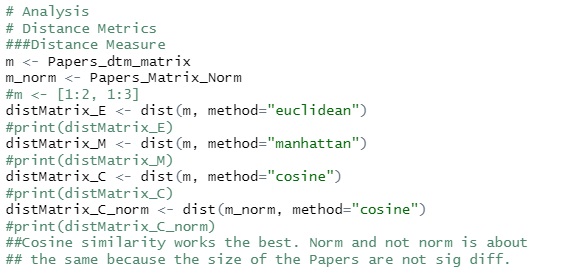 # Analysis
# Distance Metrics
###Distance Measure
m <- Papers_dtm_matrix
m_norm <- Papers_Matrix_Norm
#m <- [1:2, 1:3]
distMatrix_E <- dist(m, method="euclidean")
#print(distMatrix_E)
distMatrix_M <- dist(m, method="manhattan")
#print(distMatrix_M)
distMatrix_C <- dist(m, method="cosine")
#print(distMatrix_C)
distMatrix_C_norm <- dist(m_norm, method="cosine")
#print(distMatrix_C_norm)
##Cosine similarity works the best. Norm and not norm is about
## the same because the size of the Papers are not sig diff.